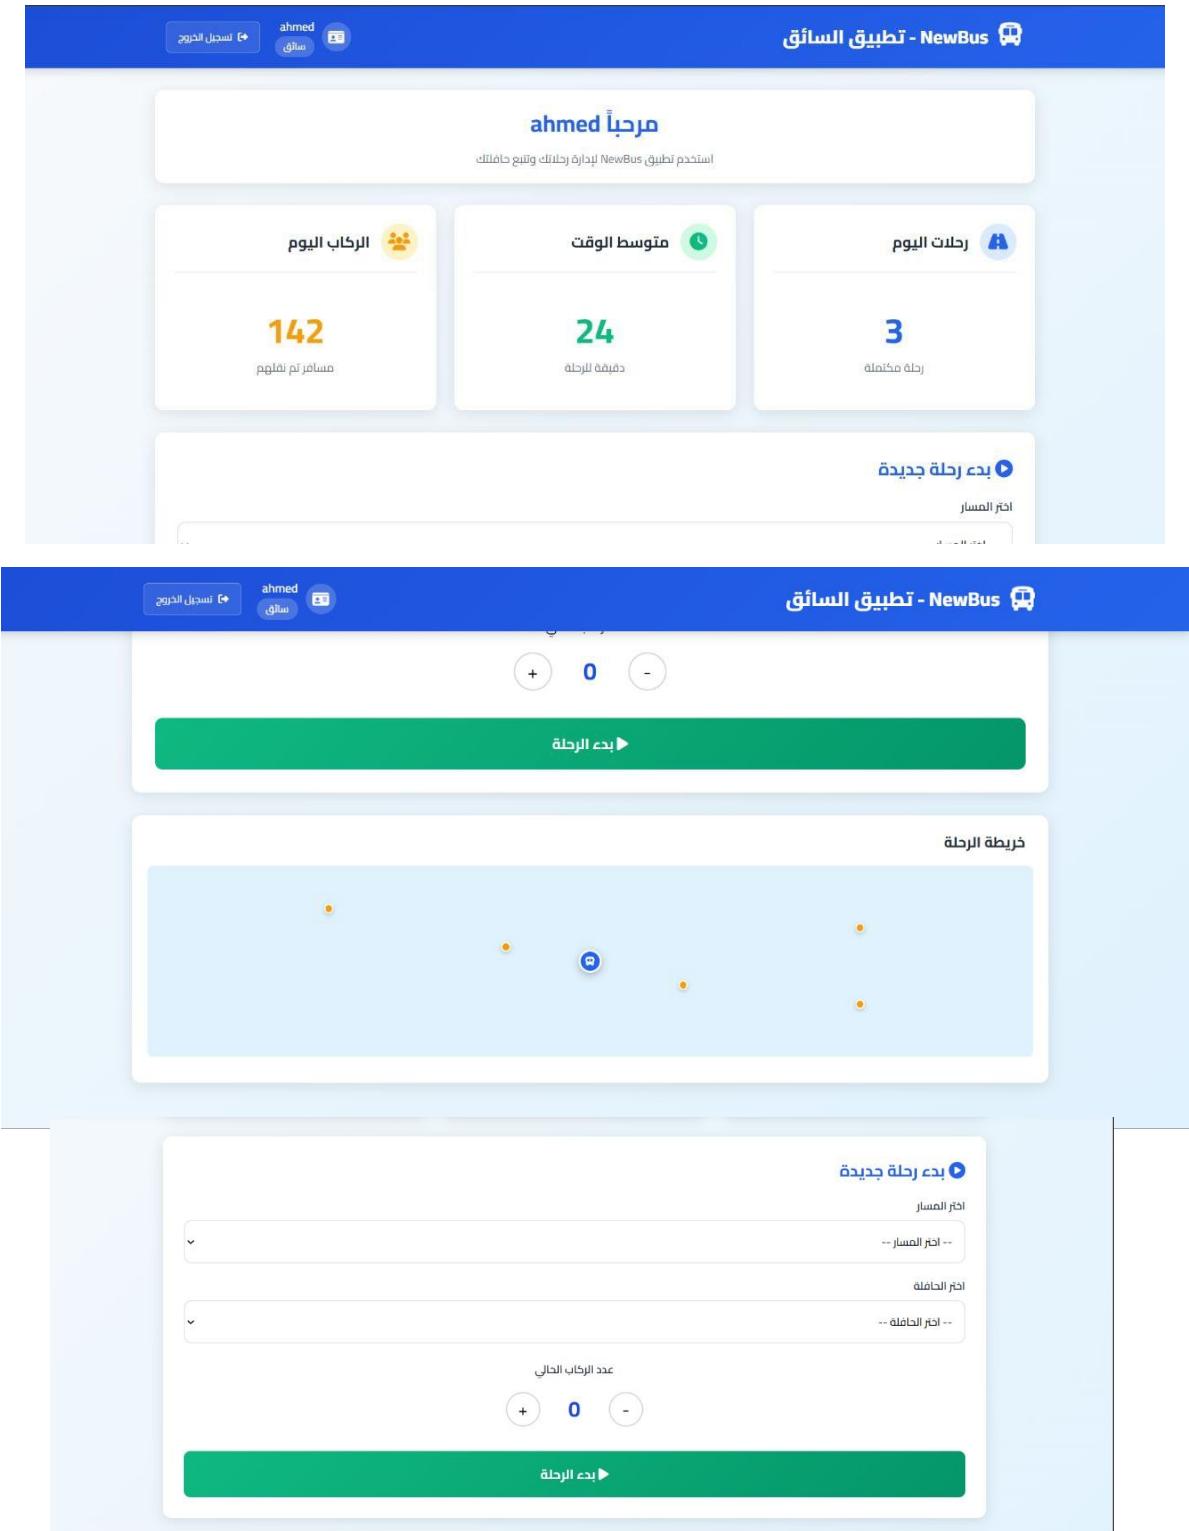 NewBus - تطبيق السائق
ahmed
سائق
تسجيل الخروج
مرحباً ahmed
استخدم تطبيق NewBus لإدارة رحلاتك وتتبع حافلتك
رحلات اليوم
3
رحلة مكتملة
متوسط الوقت
24
دقيقة للرحلة
الركاب اليوم
142
مسافر تم نقلهم
بدء رحلة جديدة
اختر المسار
NewBus - تطبيق السائق
ahmed
سائق
تسجيل الخروج
- 0 +
بدء الرحلة
خريطة الرحلة
بدء رحلة جديدة
اختر المسار
-- اختر المسار --
اختر الحافلة
-- اختر الحافلة --
عدد الركاب الحالي
- 0 +
بدء الرحلة